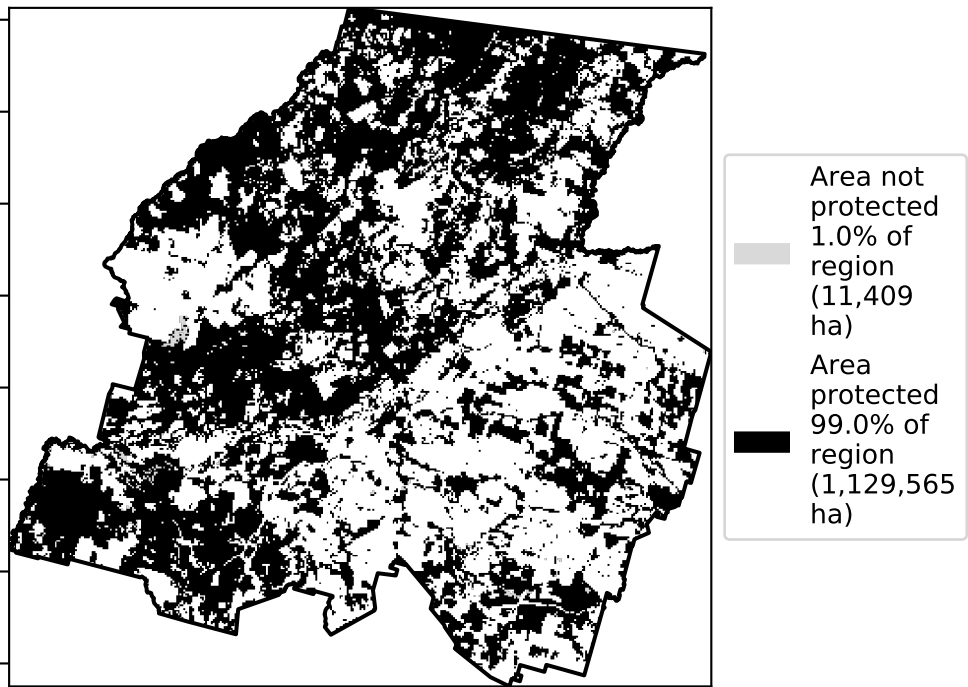 Area not
protected
1.0% of
region
(11,409
ha)
Area
protected
99.0% of
region
(1,129,565
ha)